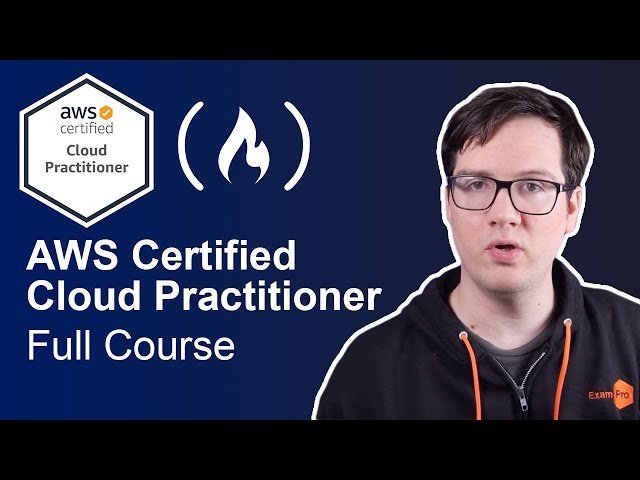 aws
certified
Cloud
Practitioner
AWS Certified
Cloud Practitioner
Full Course
ExamPro